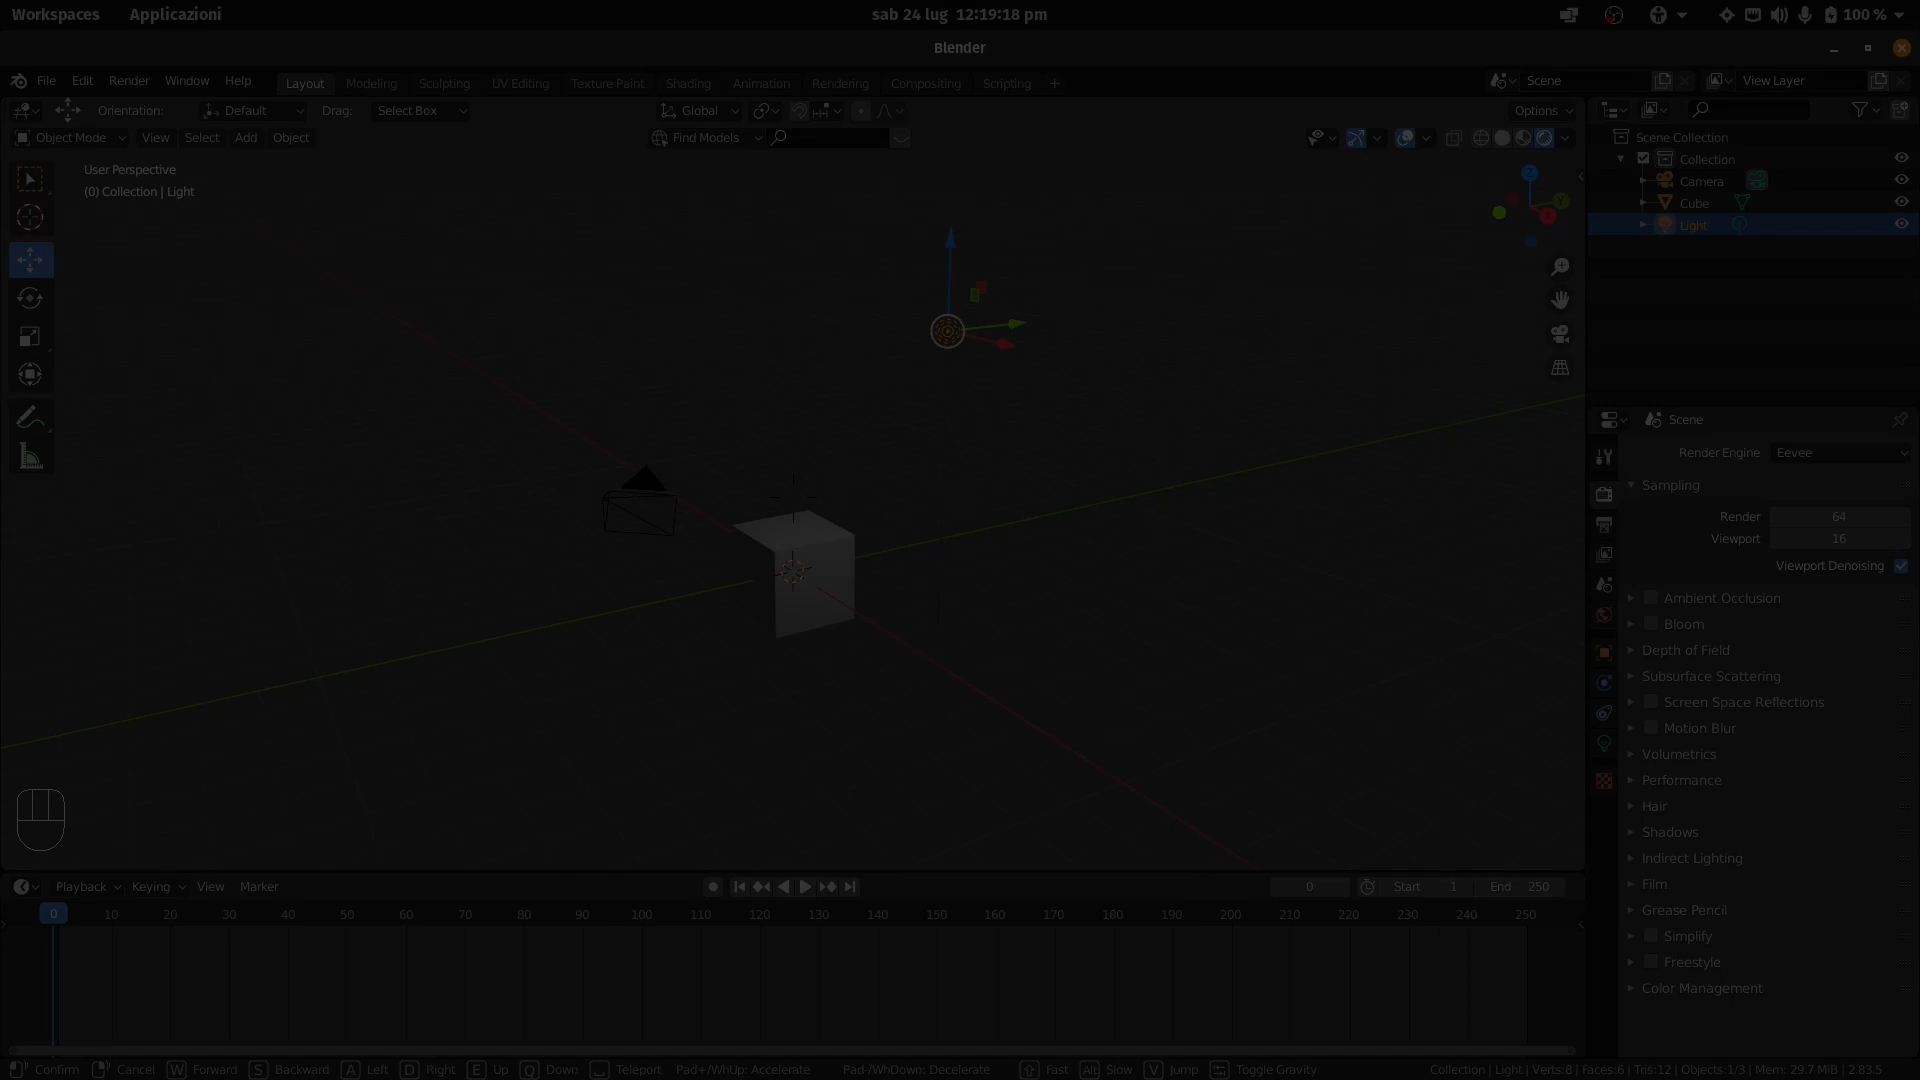 Workspaces Applicazioni sab 24 lug 12:19:18 pm 100 %
Blender
File Edit Render Window Help Layout Modeling Sculpting UV Editing Texture Paint Shading Animation Rendering Compositing Scripting + Scene View Layer
Orientation: Default Drag: Select Box Global Options
Object Mode View Select Add Object Find Models Scene Collection
User Perspective
(0) Collection | Light
Z
Y
X
Collection
Camera
Cube
Light
Scene
Render Engine Eevee
Sampling
Render 64
Viewport 16
Viewport Denoising
Ambient Occlusion
Bloom
Depth of Field
Subsurface Scattering
Screen Space Reflections
Motion Blur
Volumetrics
Performance
Hair
Shadows
Indirect Lighting
Film
Grease Pencil
Simplify
Freestyle
Color Management
Playback Keying View Marker 0 Start 1 End 250
0 10 20 30 40 50 60 70 80 90 100 110 120 130 140 150 160 170 180 190 200 210 220 230 240 250
Confirm Cancel W Forward S Backward A Left D Right E Up Q Down Teleport Pad+/WhUp: Accelerate Pad-/WhDown: Decelerate Fast Alt Slow V Jump Toggle Gravity Collection | Light | Verts:8 | Faces:6 | Tris:12 | Objects:1/3 | Mem: 29.7 MiB | 2.83.5